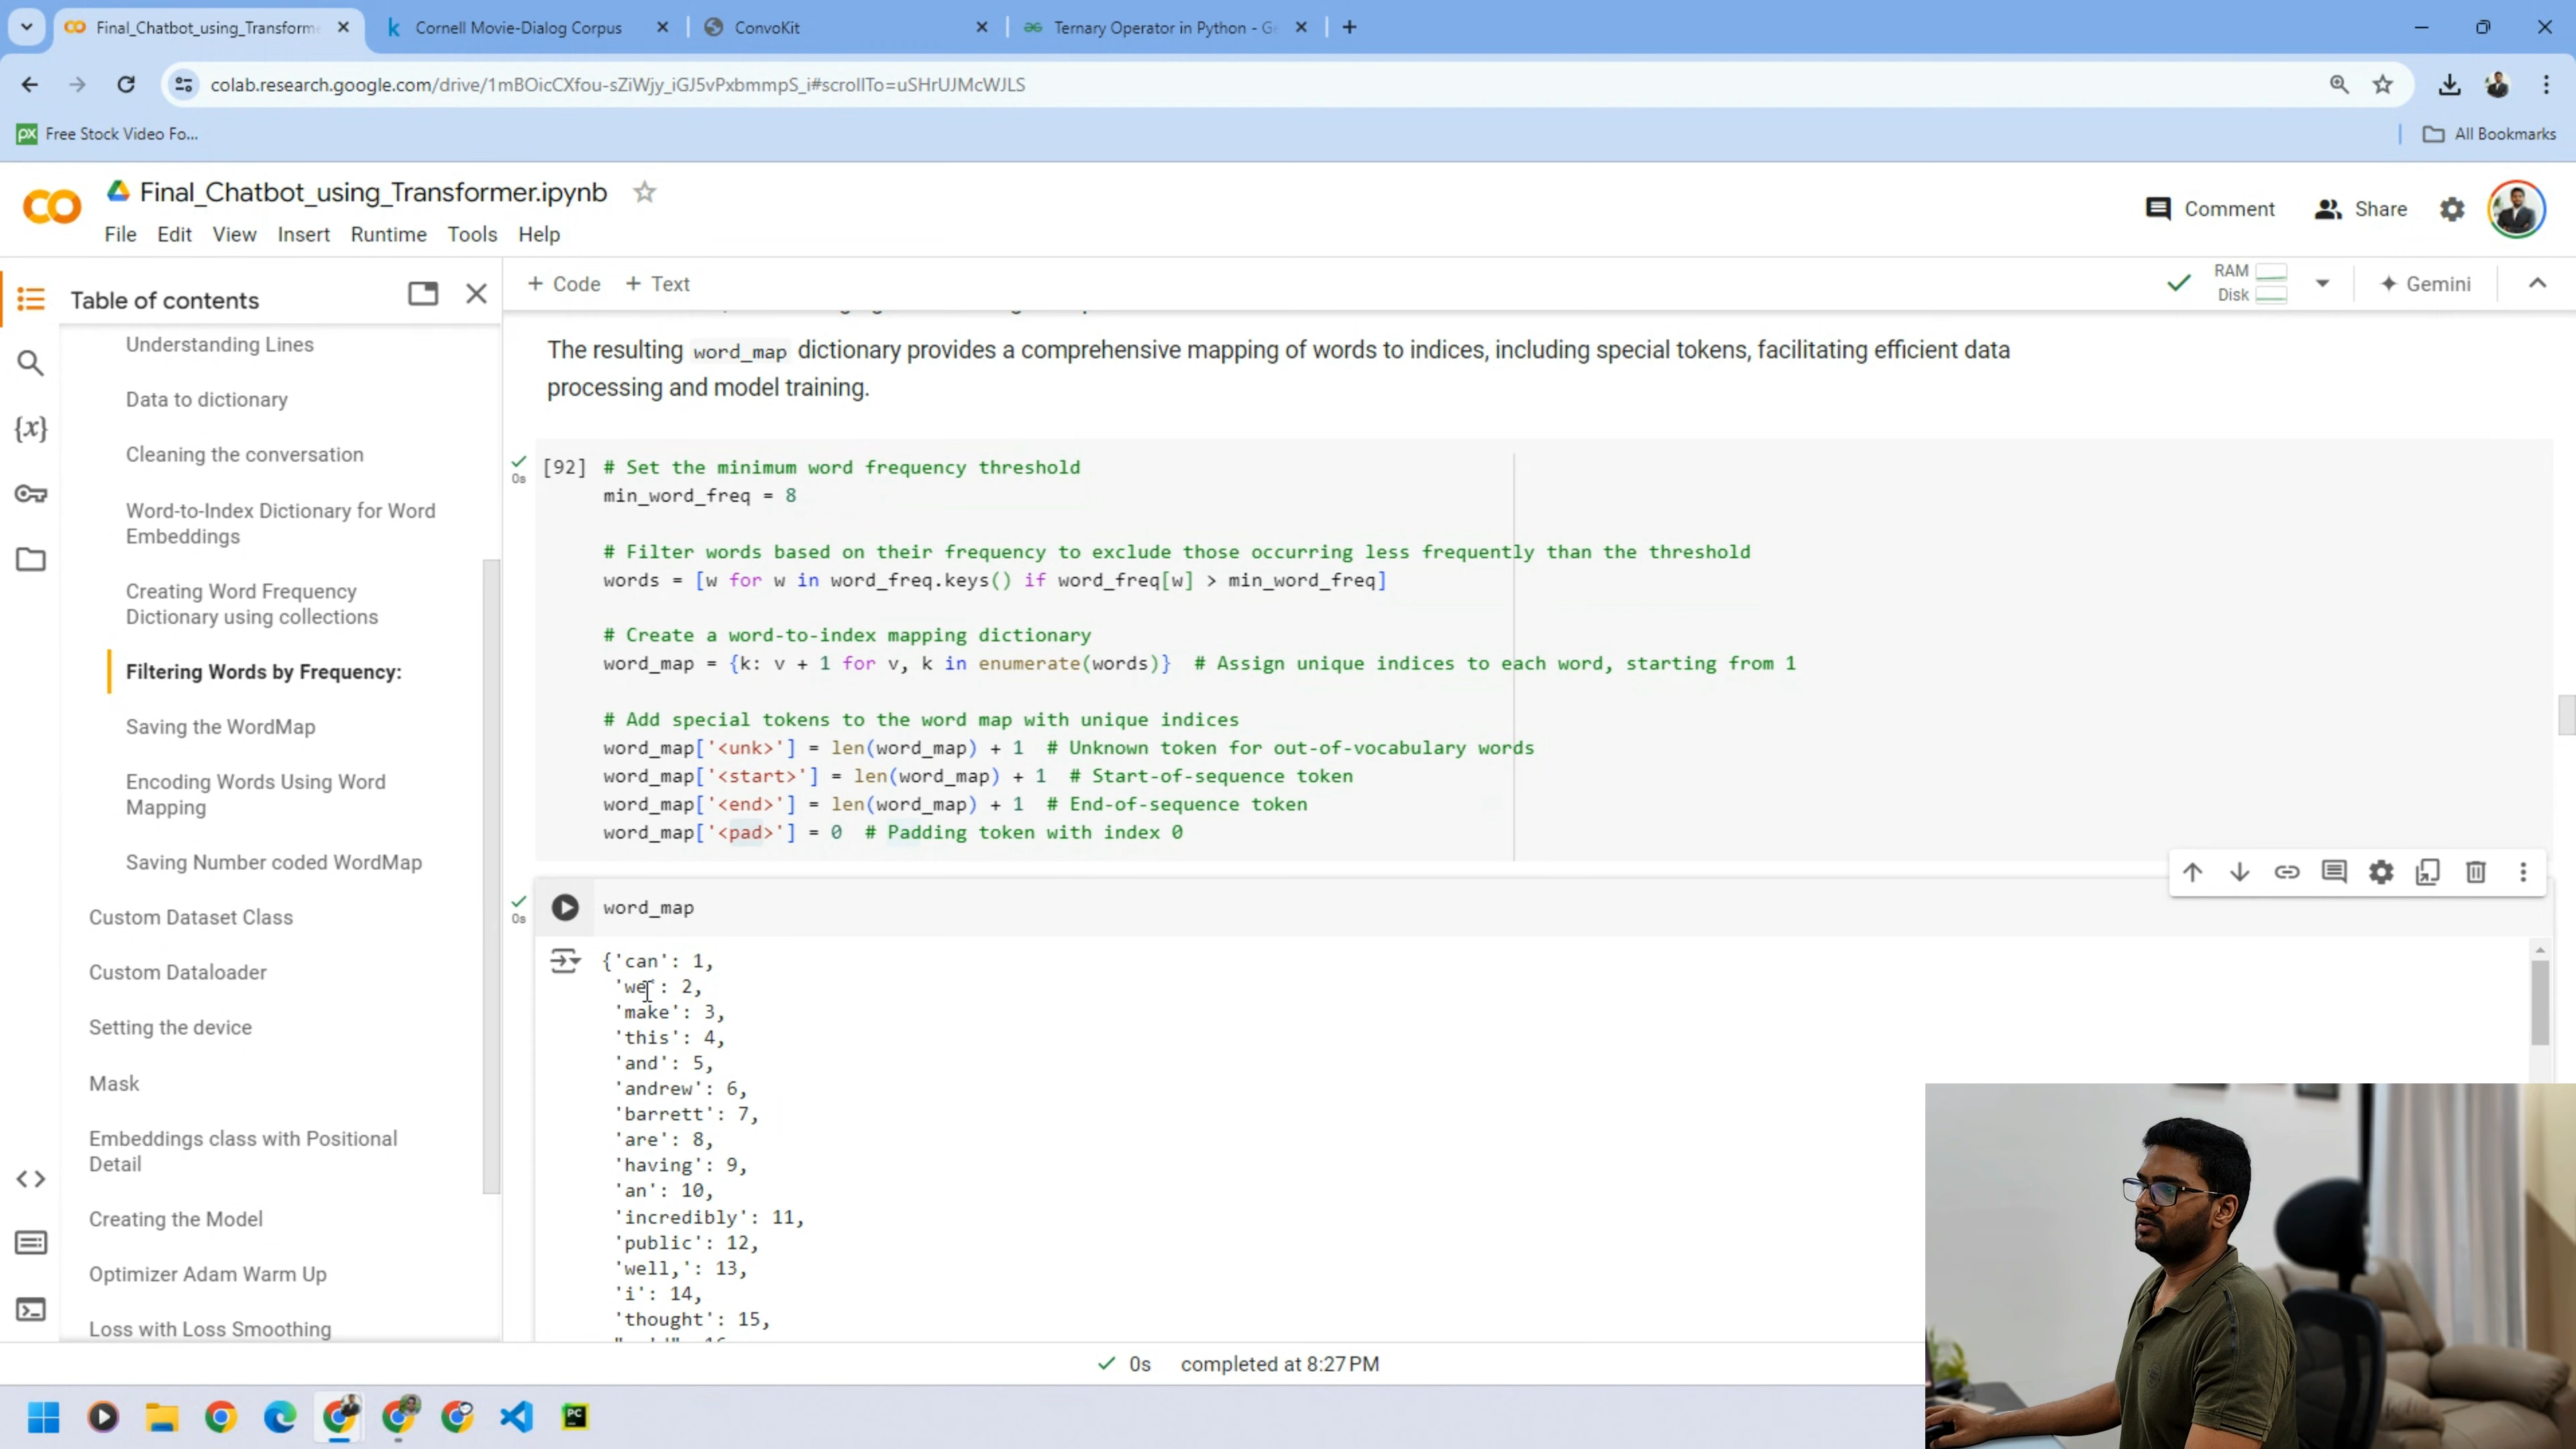 Final_Chatbot_using_Transforme
Cornell Movie-Dialog Corpus
ConvoKit
Ternary Operator in Python - Ge
colab.research.google.com/drive/1mBOicCXfou-sZiWjy_iGJ5vPxbmmpS_i#scrollTo=uSHrUJMcWJLS
px Free Stock Video Fo...
All Bookmarks
Final_Chatbot_using_Transformer.ipynb
Comment
Share
File Edit View Insert Runtime Tools Help
Table of contents
+ Code + Text
RAM
Disk
Gemini
Understanding Lines
Data to dictionary
Cleaning the conversation
Word-to-Index Dictionary for Word
Embeddings
Creating Word Frequency
Dictionary using collections
Filtering Words by Frequency:
Saving the WordMap
Encoding Words Using Word
Mapping
Saving Number coded WordMap
Custom Dataset Class
Custom Dataloader
Setting the device
Mask
Embeddings class with Positional
Detail
Creating the Model
Optimizer Adam Warm Up
Loss with Loss Smoothing
The resulting word_map dictionary provides a comprehensive mapping of words to indices, including special tokens, facilitating efficient data
processing and model training.
0s
[92] # Set the minimum word frequency threshold
min_word_freq = 8
# Filter words based on their frequency to exclude those occurring less frequently than the threshold
words = [w for w in word_freq.keys() if word_freq[w] > min_word_freq]
# Create a word-to-index mapping dictionary
word_map = {k: v + 1 for v, k in enumerate(words)}  # Assign unique indices to each word, starting from 1
# Add special tokens to the word map with unique indices
word_map['<unk>'] = len(word_map) + 1  # Unknown token for out-of-vocabulary words
word_map['<start>'] = len(word_map) + 1  # Start-of-sequence token
word_map['<end>'] = len(word_map) + 1  # End-of-sequence token
word_map['<pad>'] = 0  # Padding token with index 0
0s
word_map
{'can': 1,
'we': 2,
'make': 3,
'this': 4,
'and': 5,
'andrew': 6,
'barrett': 7,
'are': 8,
'having': 9,
'an': 10,
'incredibly': 11,
'public': 12,
'well,': 13,
'i': 14,
'thought': 15,
0s completed at 8:27 PM
PC